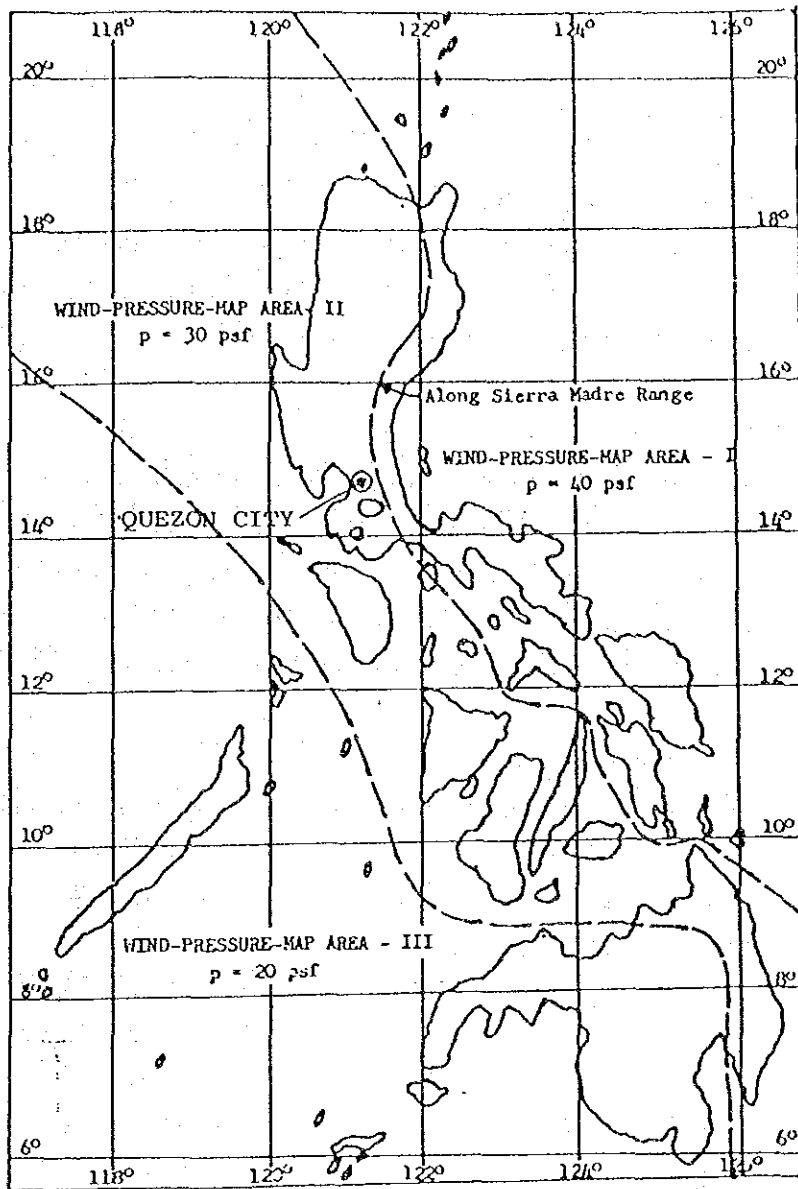 118° 120° 122° 124° 126°
20° 20°
18° 18°
WIND-PRESSURE-MAP AREA - II
p = 30 psf
16° 16°
Along Sierra Madre Range
WIND-PRESSURE-MAP AREA - I
p = 40 psf
QUEZON CITY
14° 14°
12° 12°
10° 10°
WIND-PRESSURE-MAP AREA - III
p = 20 psf
8° 8°
6° 6°
118° 120° 122° 124° 126°